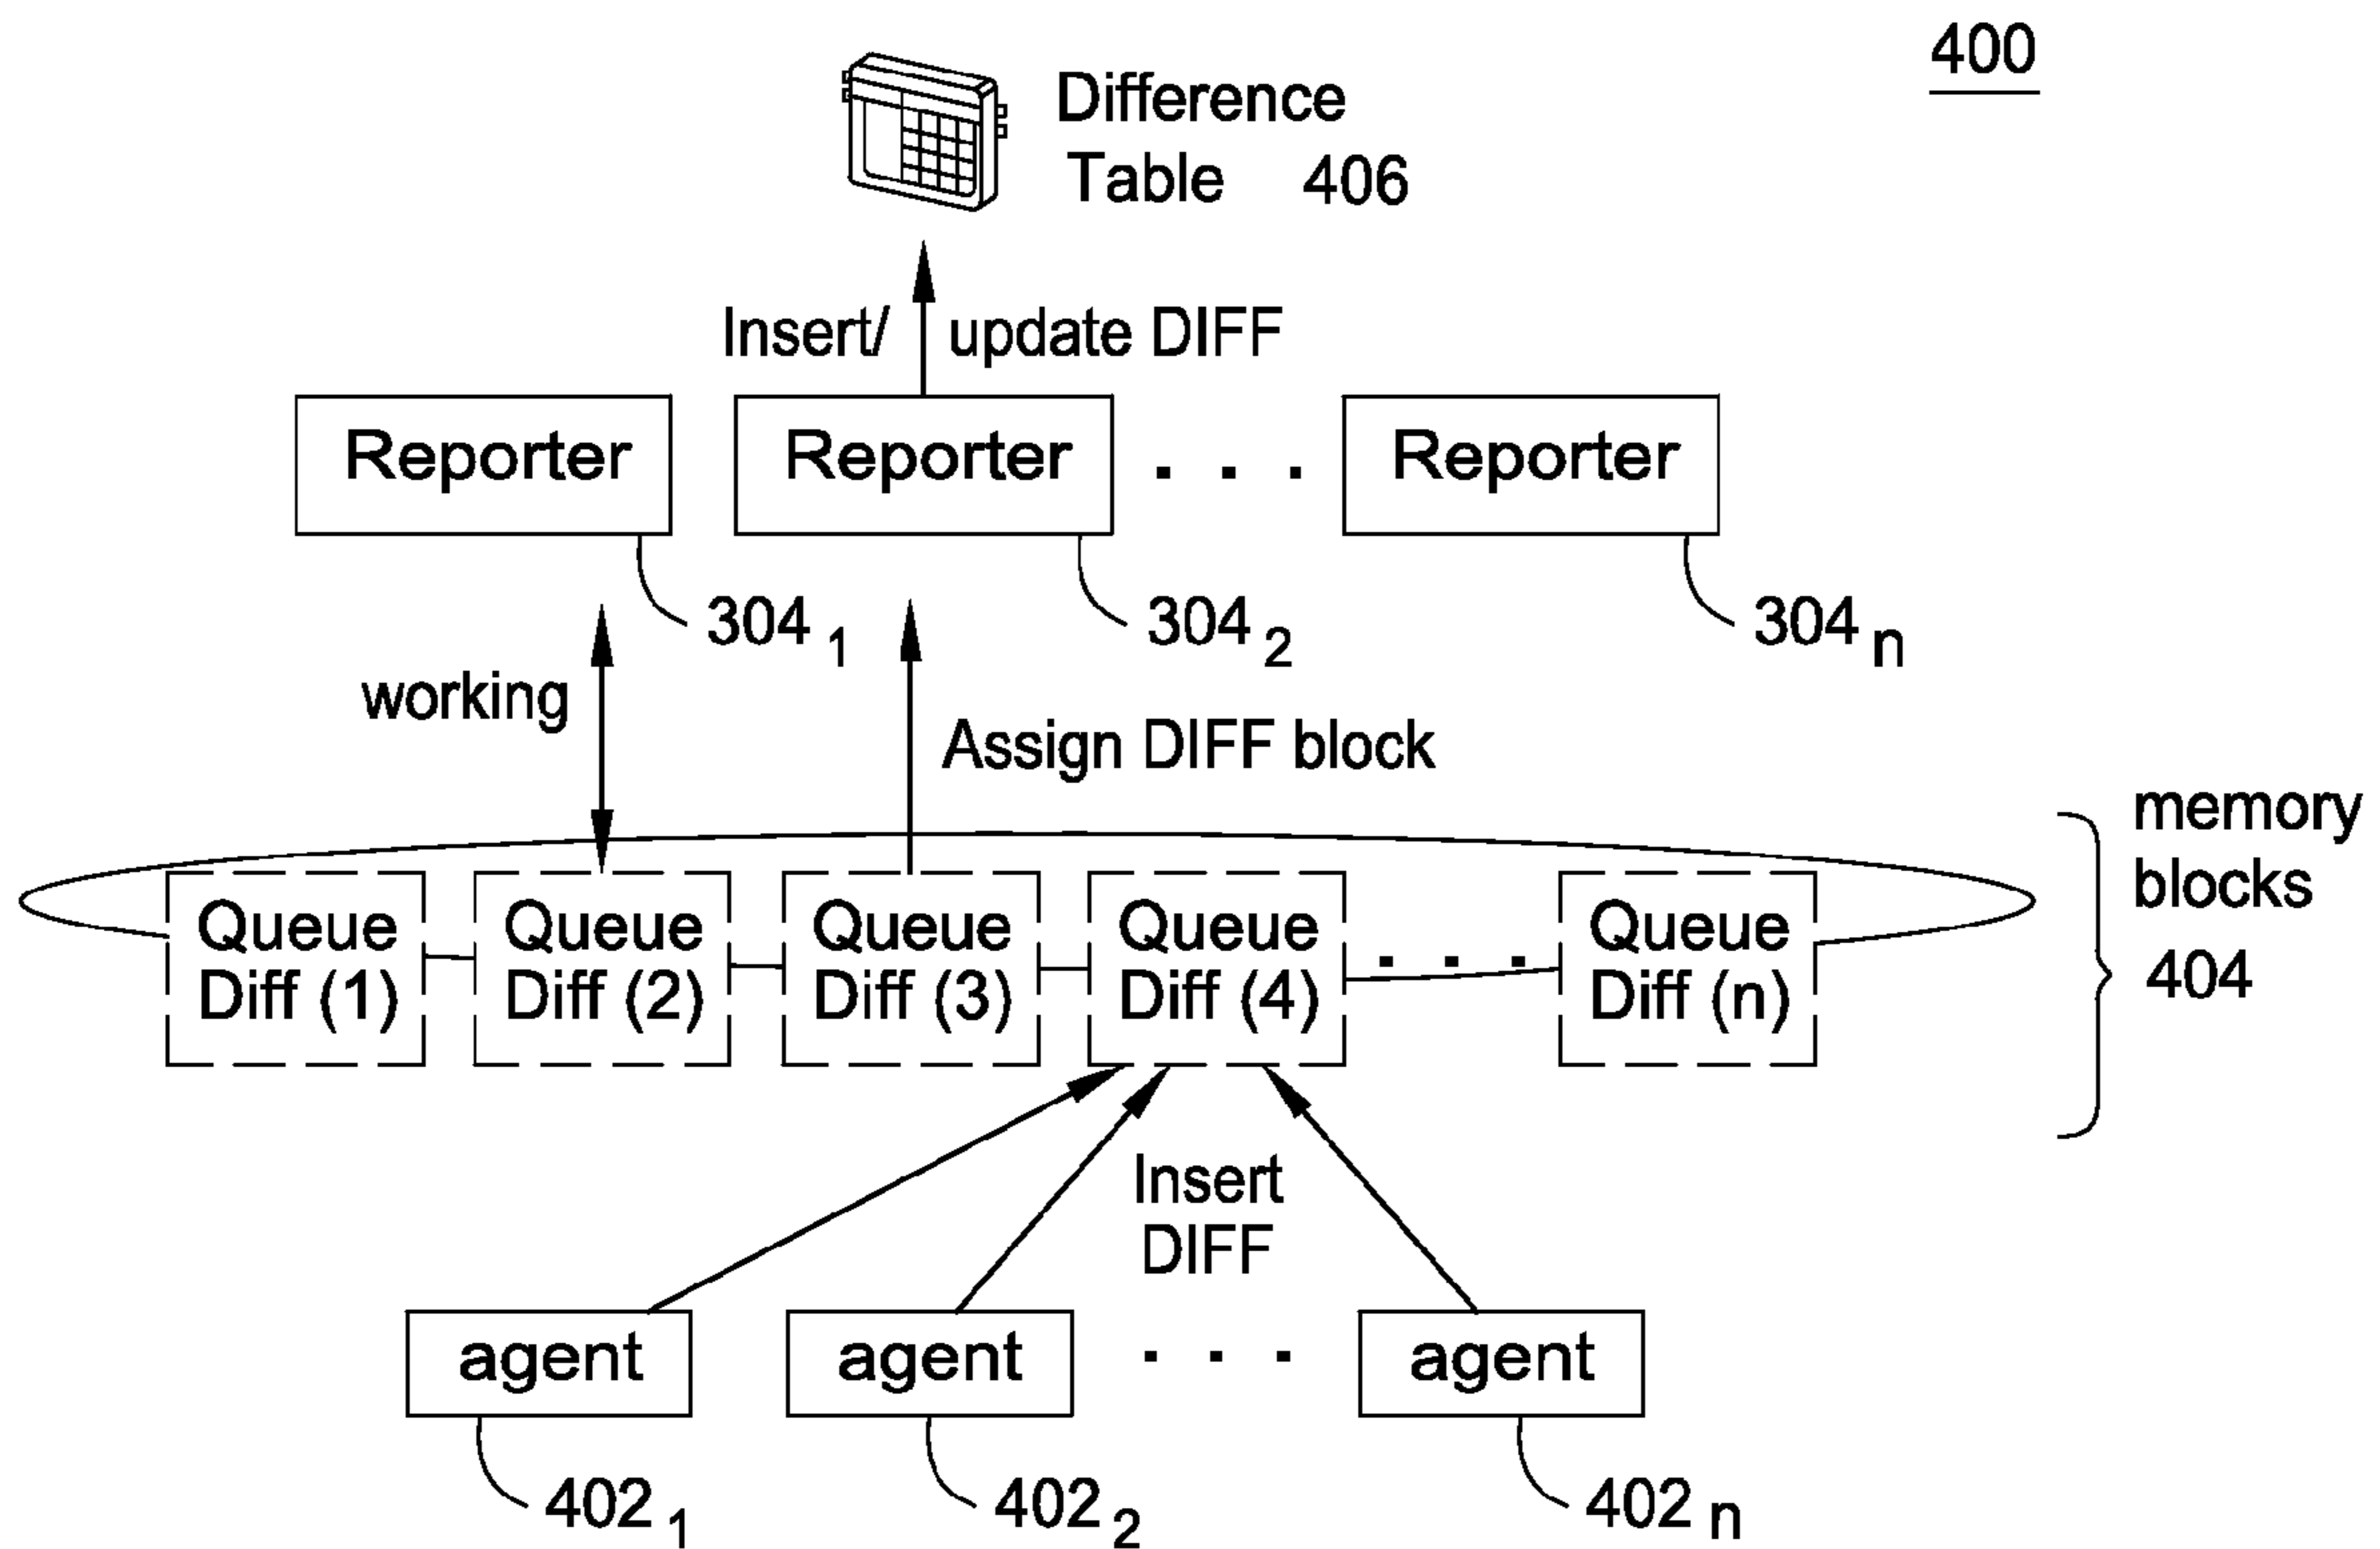 400
Difference
Table 406
Insert/ update DIFF
Reporter Reporter . . . Reporter
304 1 304 2 304 n
working
Assign DIFF block
memory
blocks
404
Queue Queue Queue Queue Queue
Diff (1) Diff (2) Diff (3) Diff (4) . . . Diff (n)
Insert
DIFF
agent agent . . . agent
402 1 402 2 402 n